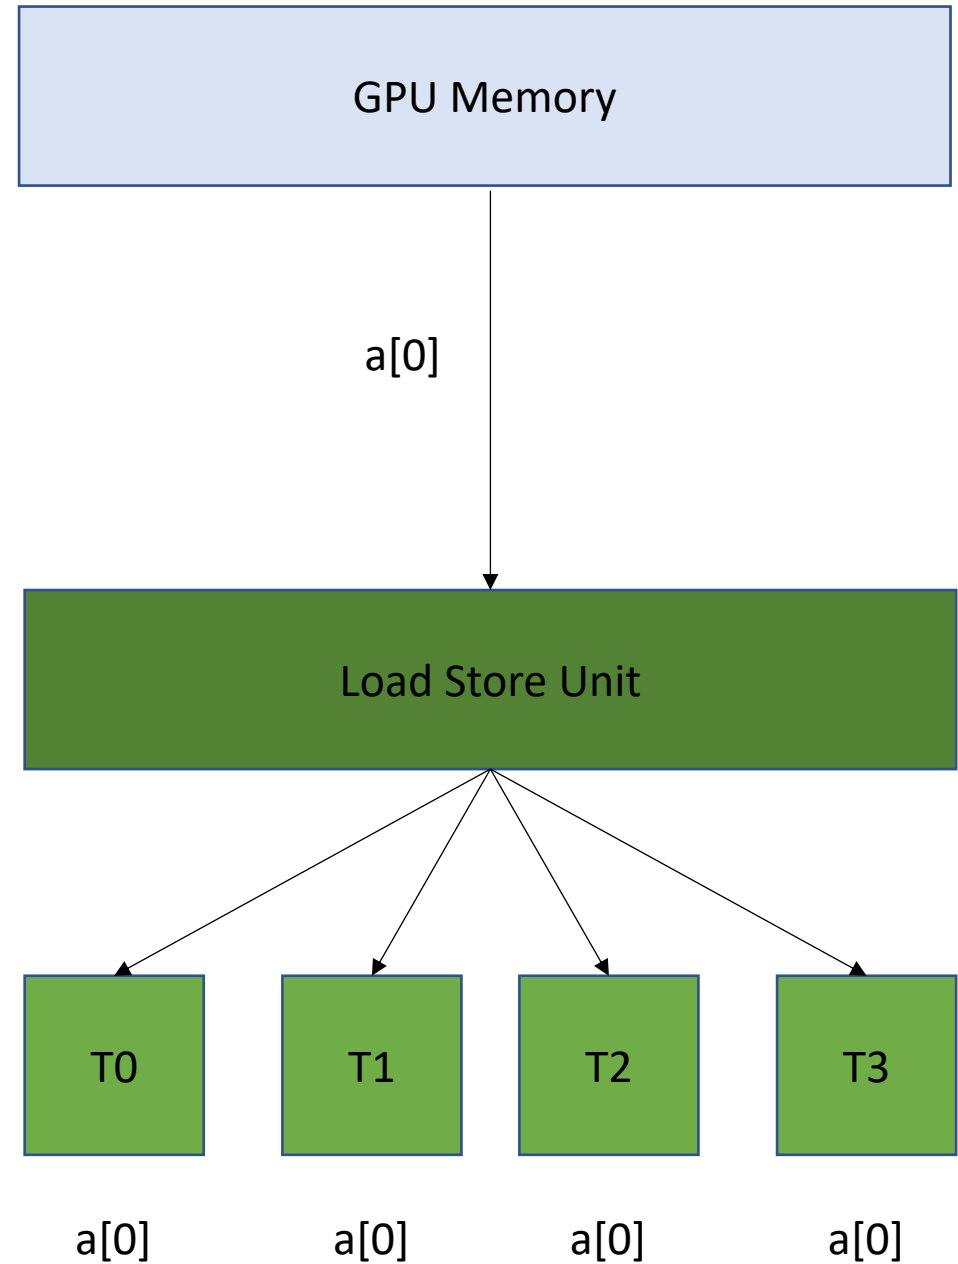 GPU Memory
a[0]
Load Store Unit
T0 T1 T2 T3
a[0] a[0] a[0] a[0]